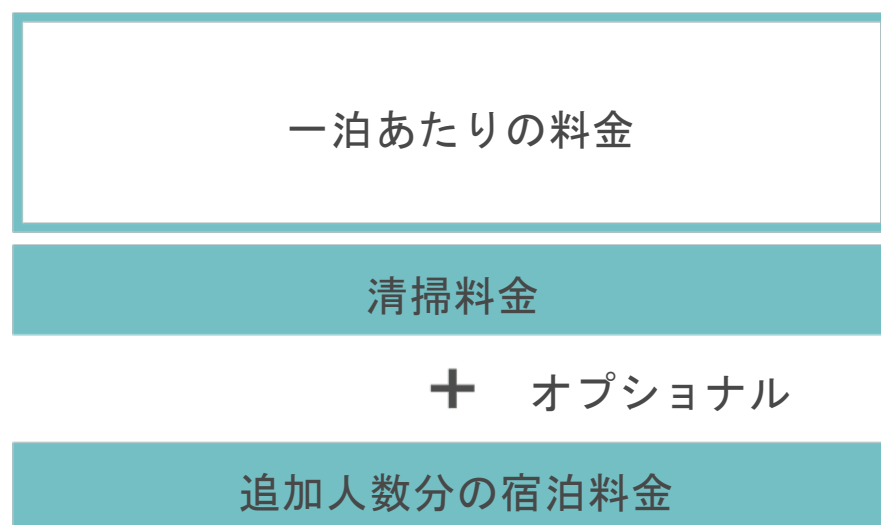 一泊あたりの料金
清掃料金
+ オプショナル
追加人数分の宿泊料金